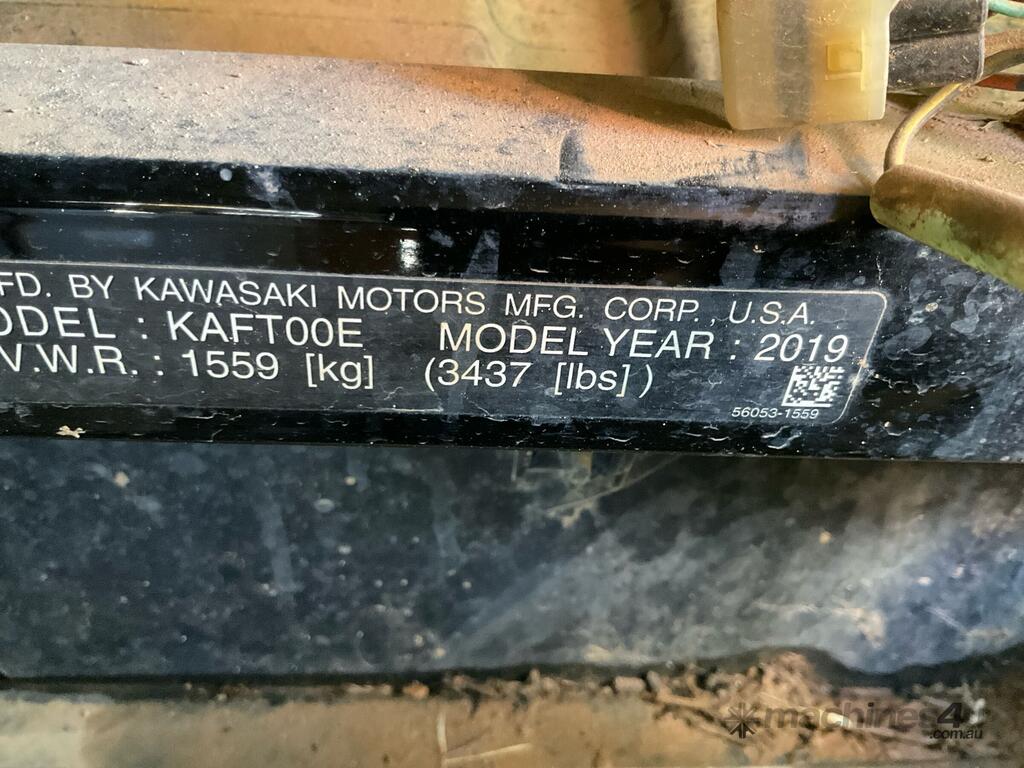 FD. BY KAWASAKI MOTORS MFG. CORP., U.S.A.
ODEL : KAFT00E MODEL YEAR : 2019
V.W.R. : 1559 [kg] (3437 [lbs])
56053-1559
machines4
.com.au